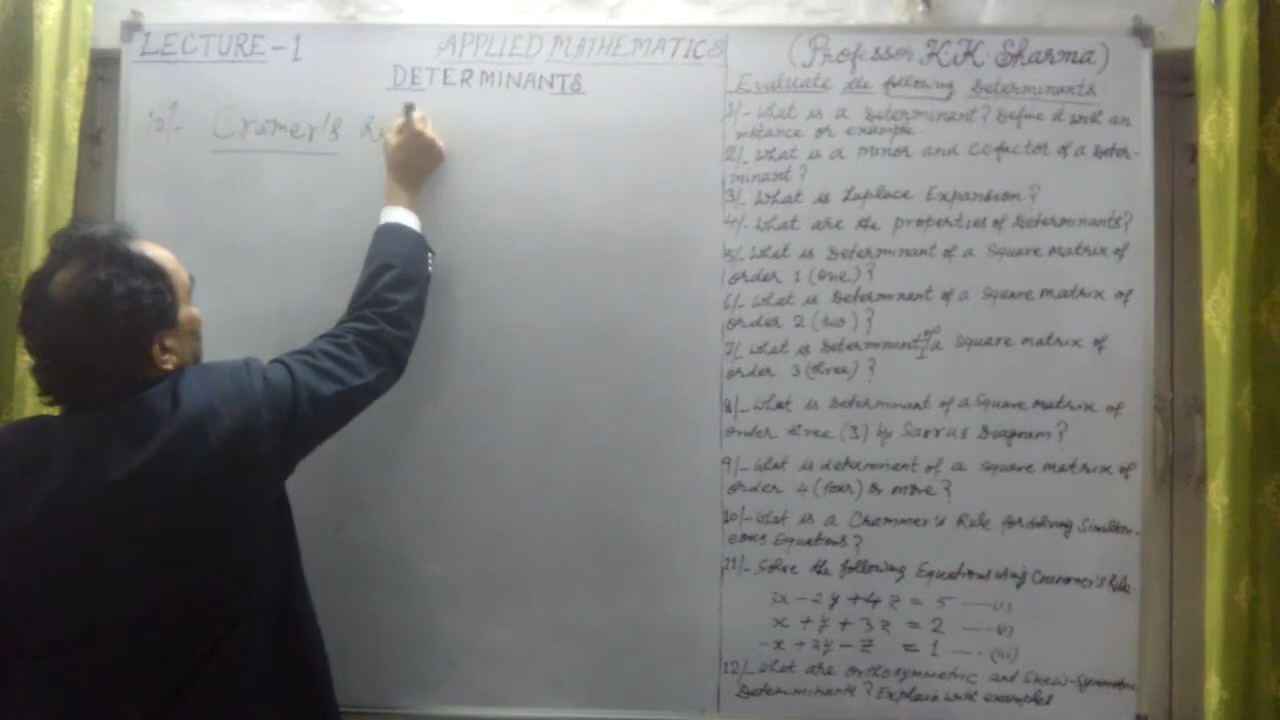 LECTURE-1
APPLIED MATHEMATICS
DETERMINANTS
10/- Cramer's
(Professor K.K. Sharma)
Evaluate the following Determinants
1/- What is a Determinant? Define it with an
instance or example
2/- What is a minor and cofactor of a Deter-
minant?
3/- What is Laplace Expansion?
4/- What are the properties of Determinants?
5/- What is Determinant of a Square matrix of
order 1 (one)?
6/- What is Determinant of a Square matrix of
order 2 (two)?
7/- What is Determinant of a Square matrix of
order 3 (three)?
8/- What is Determinant of a Square matrix of
order three (3) by Sarrus Diagram?
9/- What is determinent of a square matrix of
order 4 (four) or more?
10/- What is a Crammer's Rule for solving Simultan-
eous Equations?
11/- Solve the following Equations using Crammer's Rule
3x - 2y + 4z = 5 ---(i)
x + y + 3z = 2 ---(ii)
-x + 2y - z = 1 ---(iii)
12/- What are orthosymmetric and Skew-Symmetric
Determinants? Explain with examples